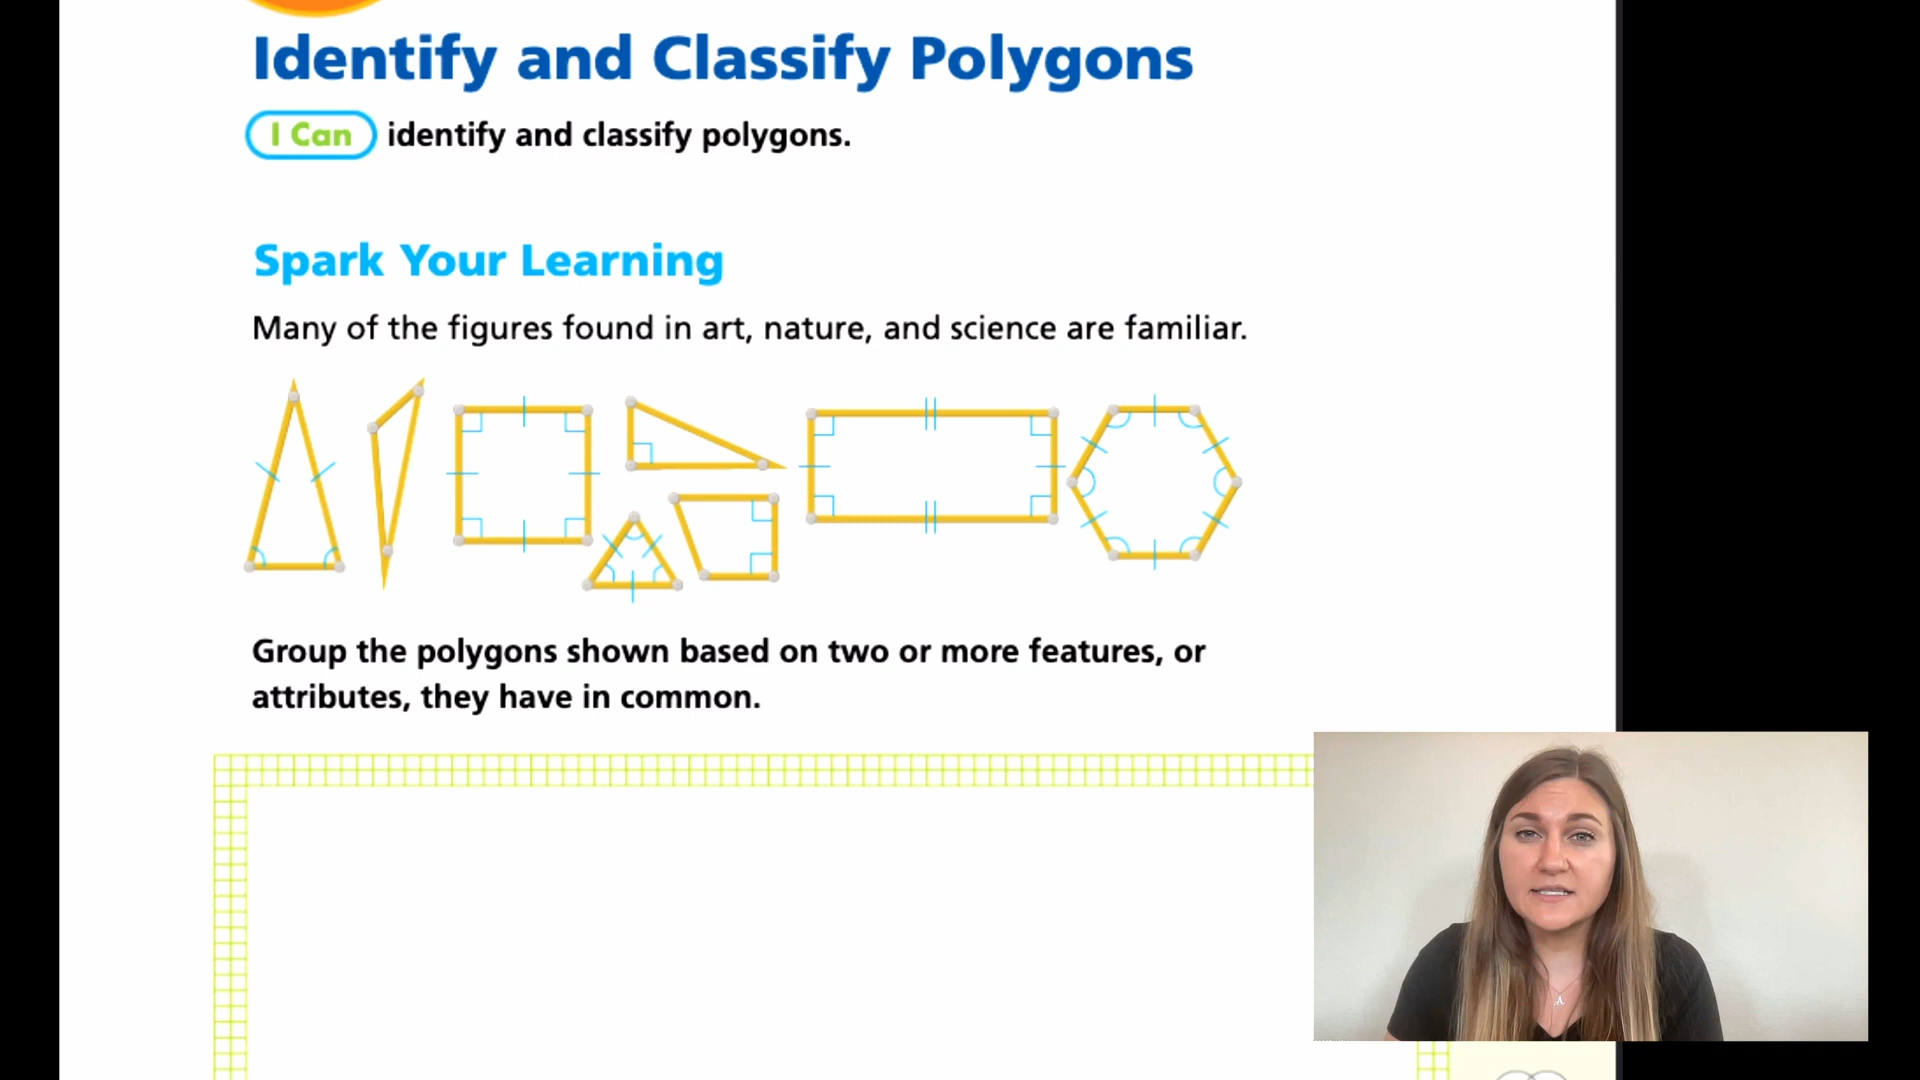 Identify and Classify Polygons
I Can identify and classify polygons.
Spark Your Learning
Many of the figures found in art, nature, and science are familiar.
Group the polygons shown based on two or more features, or
attributes, they have in common.
A